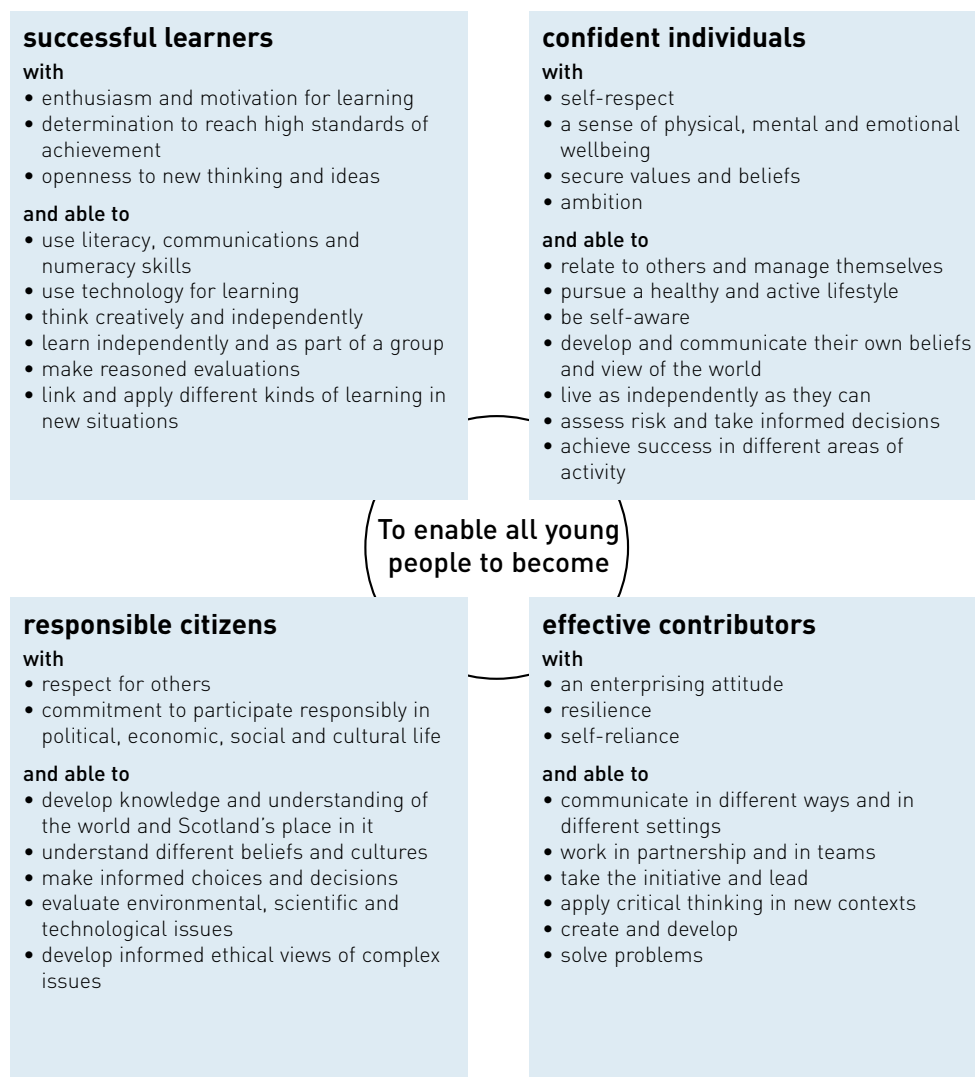 successful learners
with
• enthusiasm and motivation for learning
• determination to reach high standards of
achievement
• openness to new thinking and ideas
and able to
• use literacy, communications and
numeracy skills
• use technology for learning
• think creatively and independently
• learn independently and as part of a group
• make reasoned evaluations
• link and apply different kinds of learning in
new situations
confident individuals
with
• self-respect
• a sense of physical, mental and emotional
wellbeing
• secure values and beliefs
• ambition
and able to
• relate to others and manage themselves
• pursue a healthy and active lifestyle
• be self-aware
• develop and communicate their own beliefs
and view of the world
• live as independently as they can
• assess risk and take informed decisions
• achieve success in different areas of
activity
To enable all young
people to become
responsible citizens
with
• respect for others
• commitment to participate responsibly in
political, economic, social and cultural life
and able to
• develop knowledge and understanding of
the world and Scotland’s place in it
• understand different beliefs and cultures
• make informed choices and decisions
• evaluate environmental, scientific and
technological issues
• develop informed ethical views of complex
issues
effective contributors
with
• an enterprising attitude
• resilience
• self-reliance
and able to
• communicate in different ways and in
different settings
• work in partnership and in teams
• take the initiative and lead
• apply critical thinking in new contexts
• create and develop
• solve problems